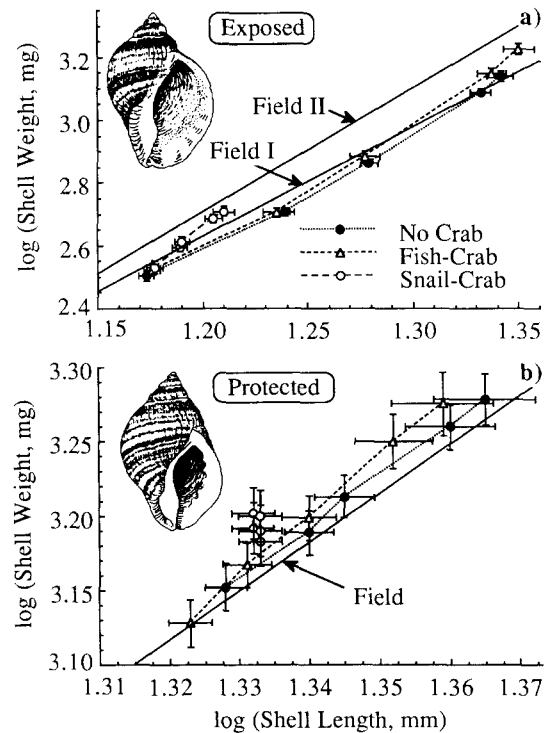 a)
Exposed
3.2
3.0
2.8
2.6
2.4
log (Shell Weight, mg)
Field II
Field I
No Crab
Fish-Crab
Snail-Crab
1.15 1.20 1.25 1.30 1.35
b)
Protected
3.30
3.25
3.20
3.15
3.10
log (Shell Weight, mg)
Field
1.31 1.32 1.33 1.34 1.35 1.36 1.37
log (Shell Length, mm)